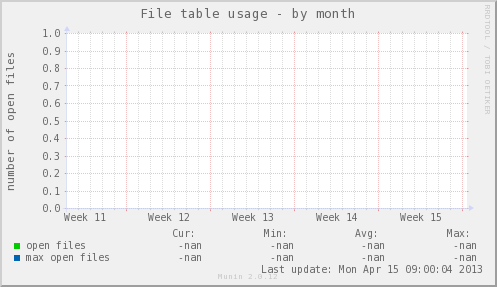 File table usage - by month
RRDTOOL / TOBI OETIKER
number of open files
1.0
0.9
0.8
0.7
0.6
0.5
0.4
0.3
0.2
0.1
0.0
Week 11 Week 12 Week 13 Week 14 Week 15
Cur: Min: Avg: Max:
open files -nan -nan -nan -nan
max open files -nan -nan -nan -nan
Last update: Mon Apr 15 09:00:04 2013
Munin 2.0.12